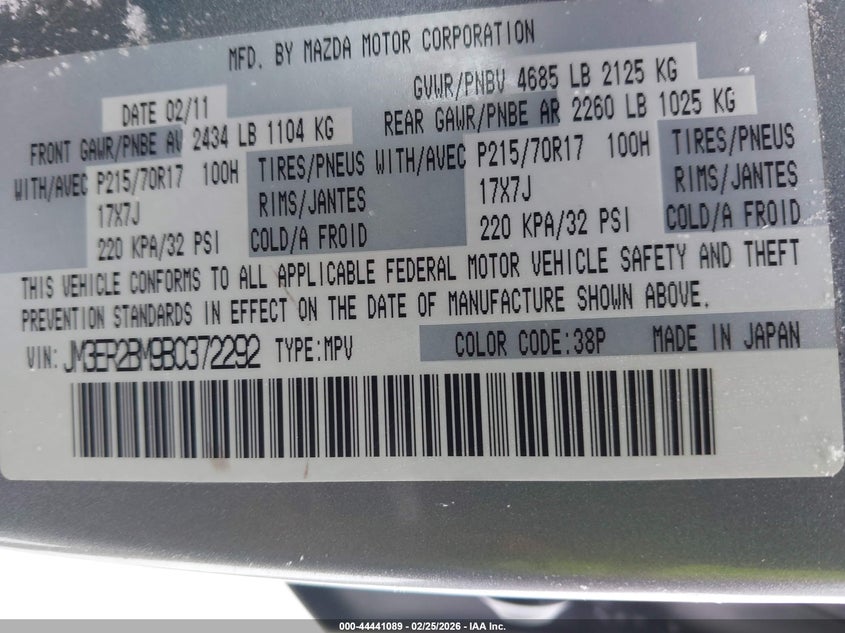 MFD. BY MAZDA MOTOR CORPORATION
DATE 02/11 GVWR/PNBV 4685 LB 2125 KG
FRONT GAWR/PNBE AV 2434 LB 1104 KG REAR GAWR/PNBE AR 2260 LB 1025 KG
WITH/AVEC P215/70R17 100H TIRES/PNEUS WITH/AVEC P215/70R17 100H TIRES/PNEUS
17X7J RIMS/JANTES 17X7J RIMS/JANTES
220 KPA/32 PSI COLD/A FROID 220 KPA/32 PSI COLD/A FROID
THIS VEHICLE CONFORMS TO ALL APPLICABLE FEDERAL MOTOR VEHICLE SAFETY AND THEFT
PREVENTION STANDARDS IN EFFECT ON THE DATE OF MANUFACTURE SHOWN ABOVE.
VIN: JM3ER2BM9B0372292 TYPE:MPV COLOR CODE:38P MADE IN JAPAN
000-44441089 - 02/25/2026 - IAA Inc.